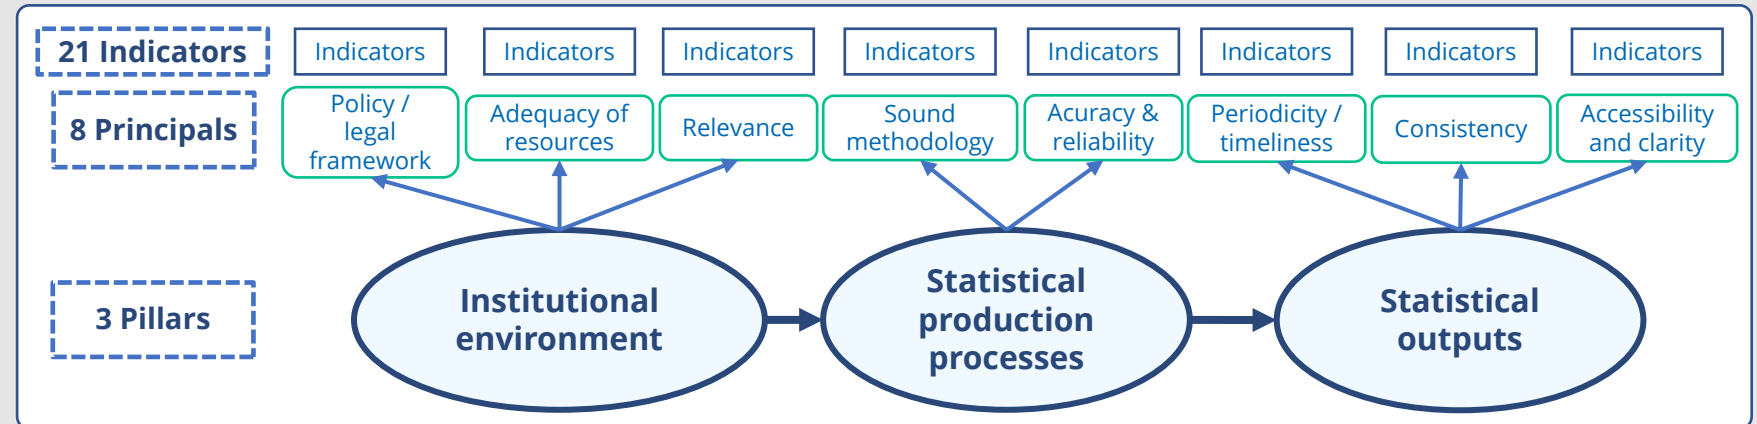 21 Indicators
Indicators
Indicators
Indicators
Indicators
Indicators
Indicators
Indicators
Indicators
8 Principals
Policy /
legal
framework
Adequacy of
resources
Relevance
Sound
methodology
Acuracy &
reliability
Periodicity /
timeliness
Consistency
Accessibility
and clarity
3 Pillars
Institutional
environment
Statistical
production
processes
Statistical
outputs